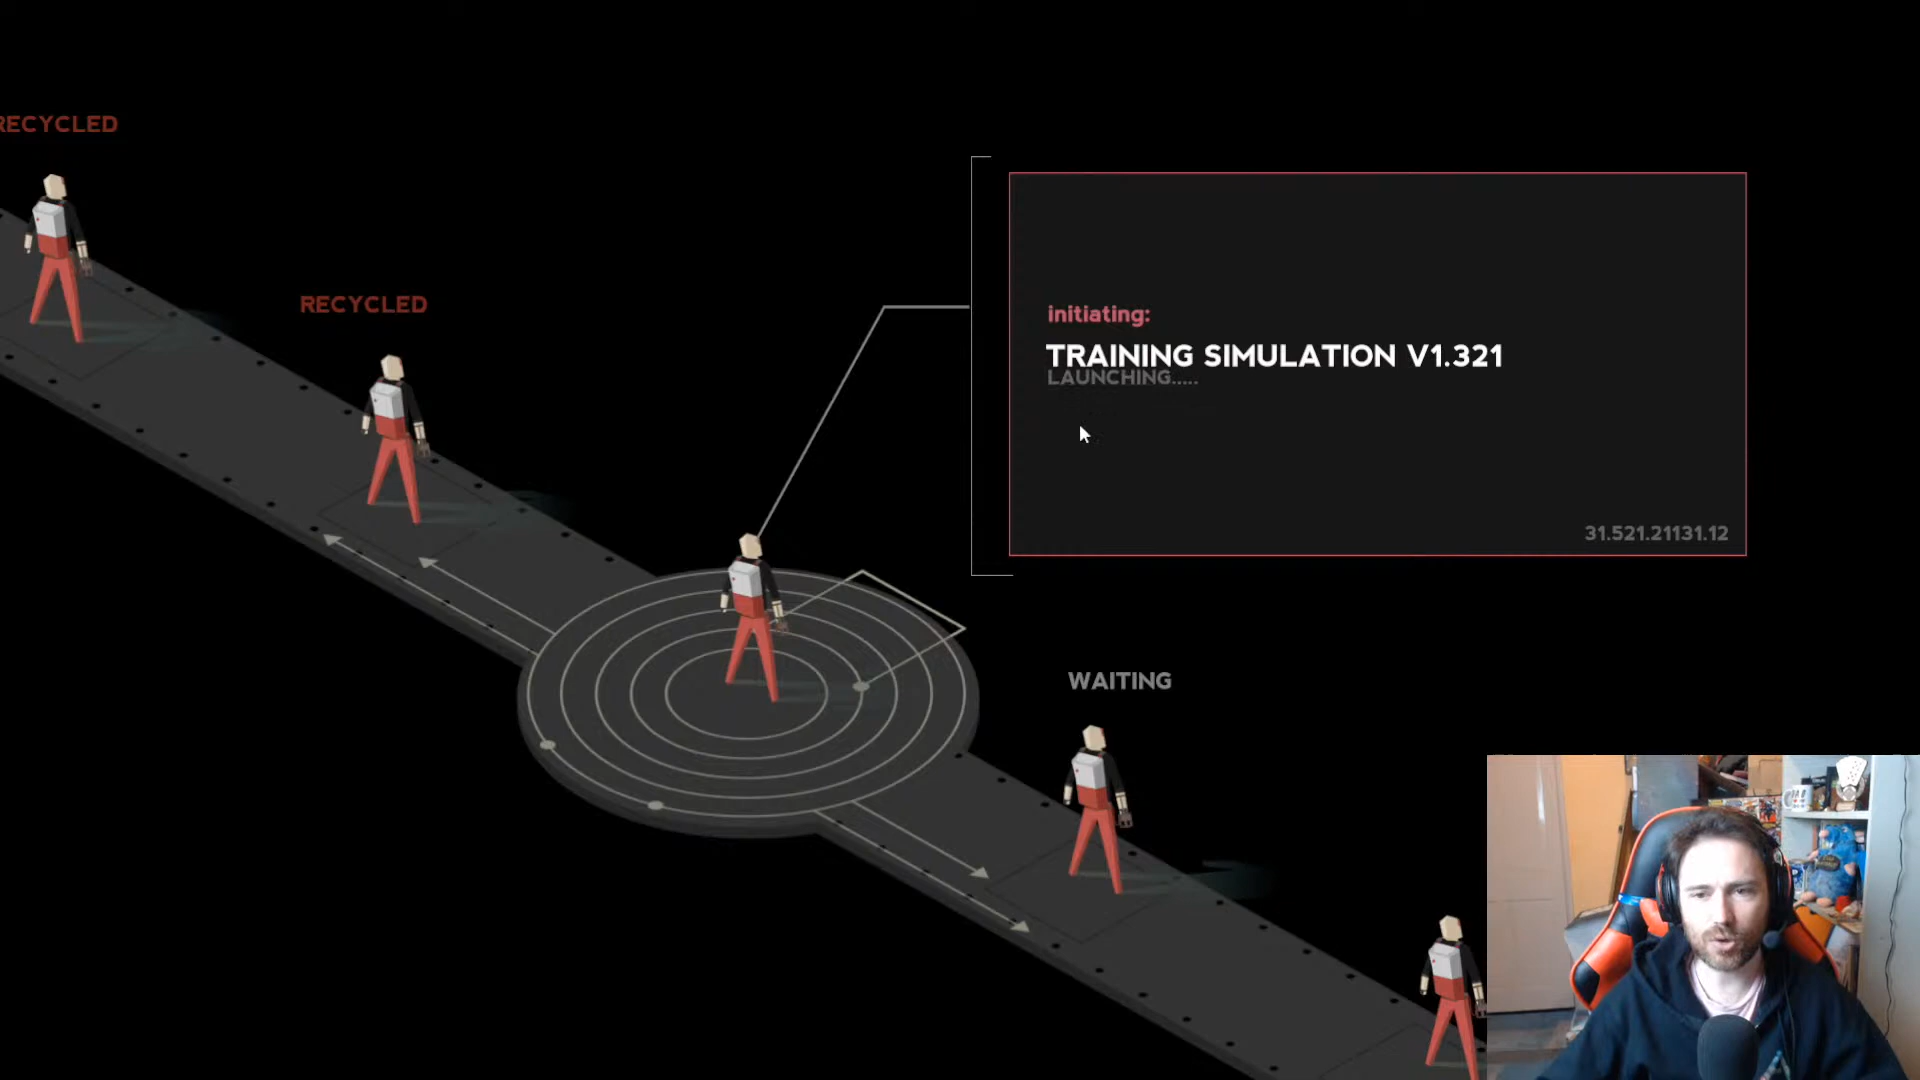 RECYCLED
RECYCLED
initiating:
TRAINING SIMULATION V1.321
LAUNCHING.....
31.521.21131.12
WAITING